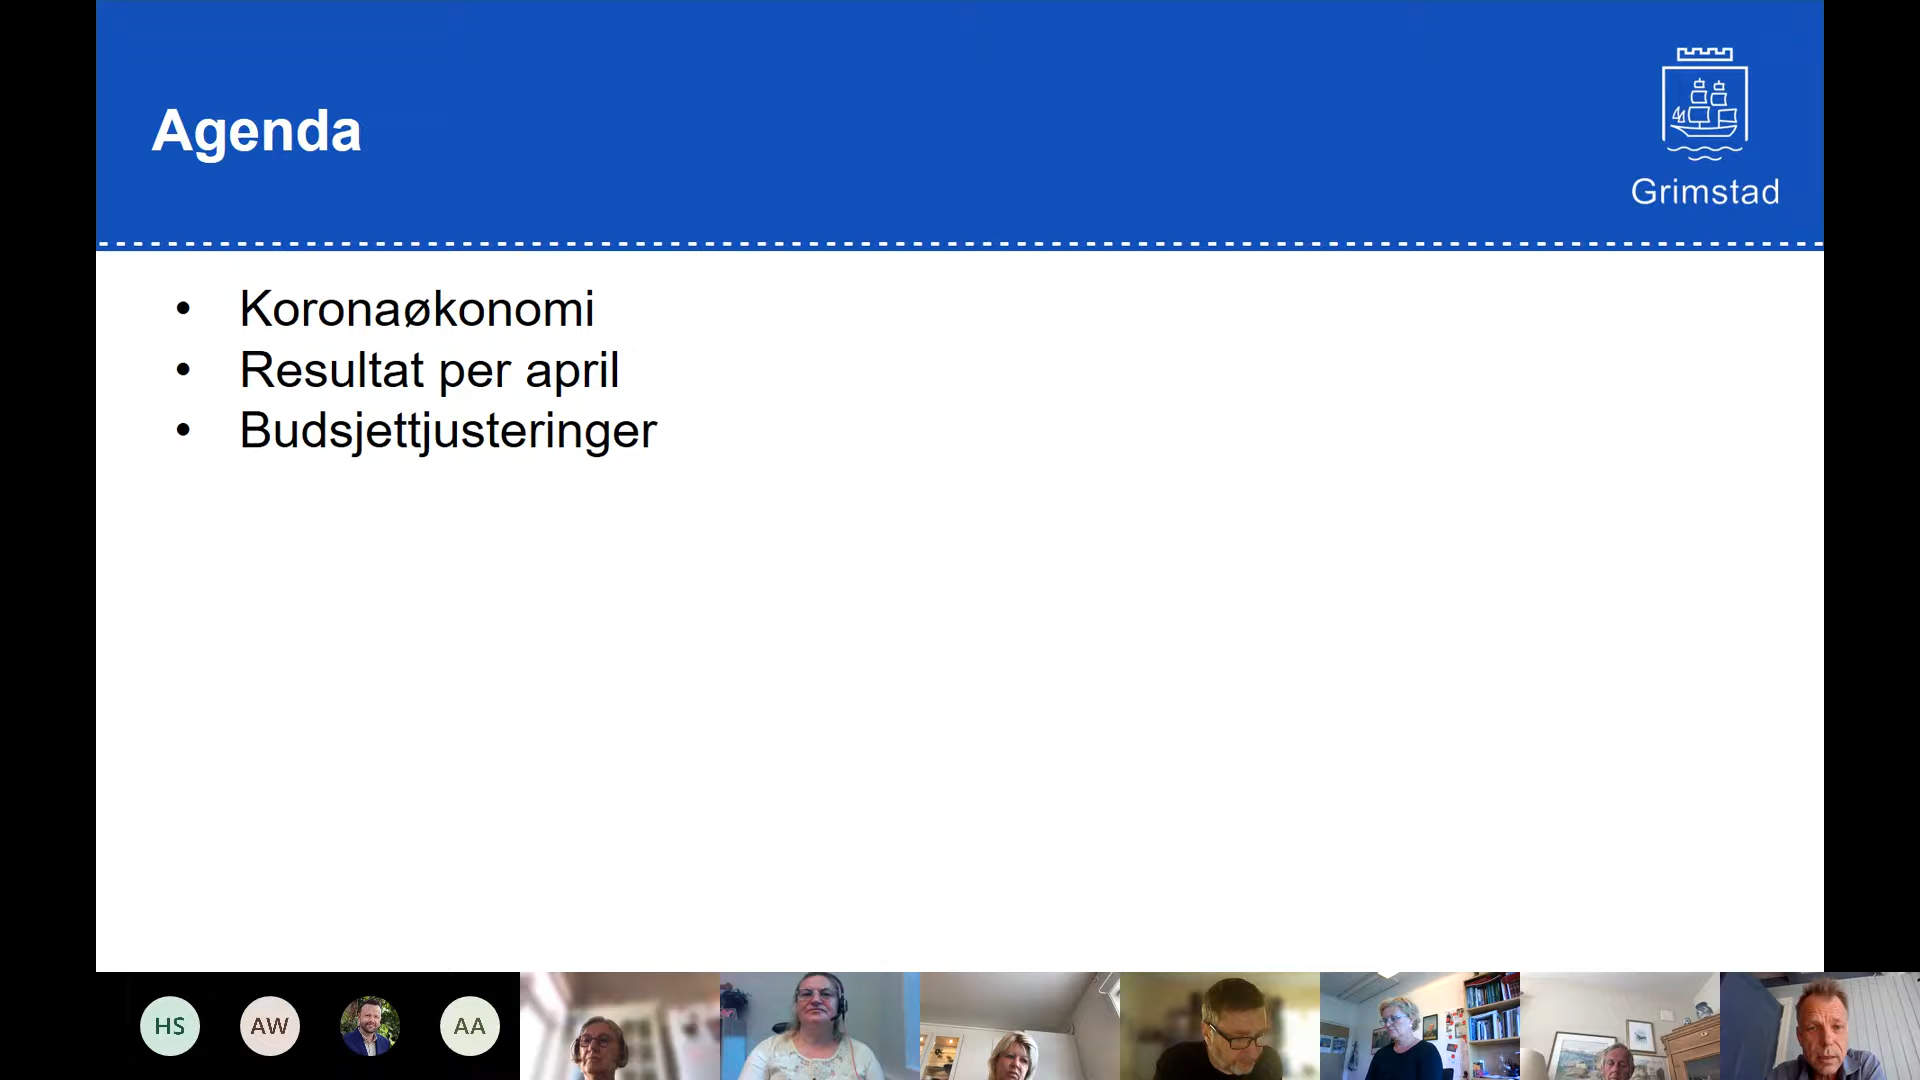 Agenda
Grimstad
• Koronaøkonomi
• Resultat per april
• Budsjettjusteringer
HS
AW
AA